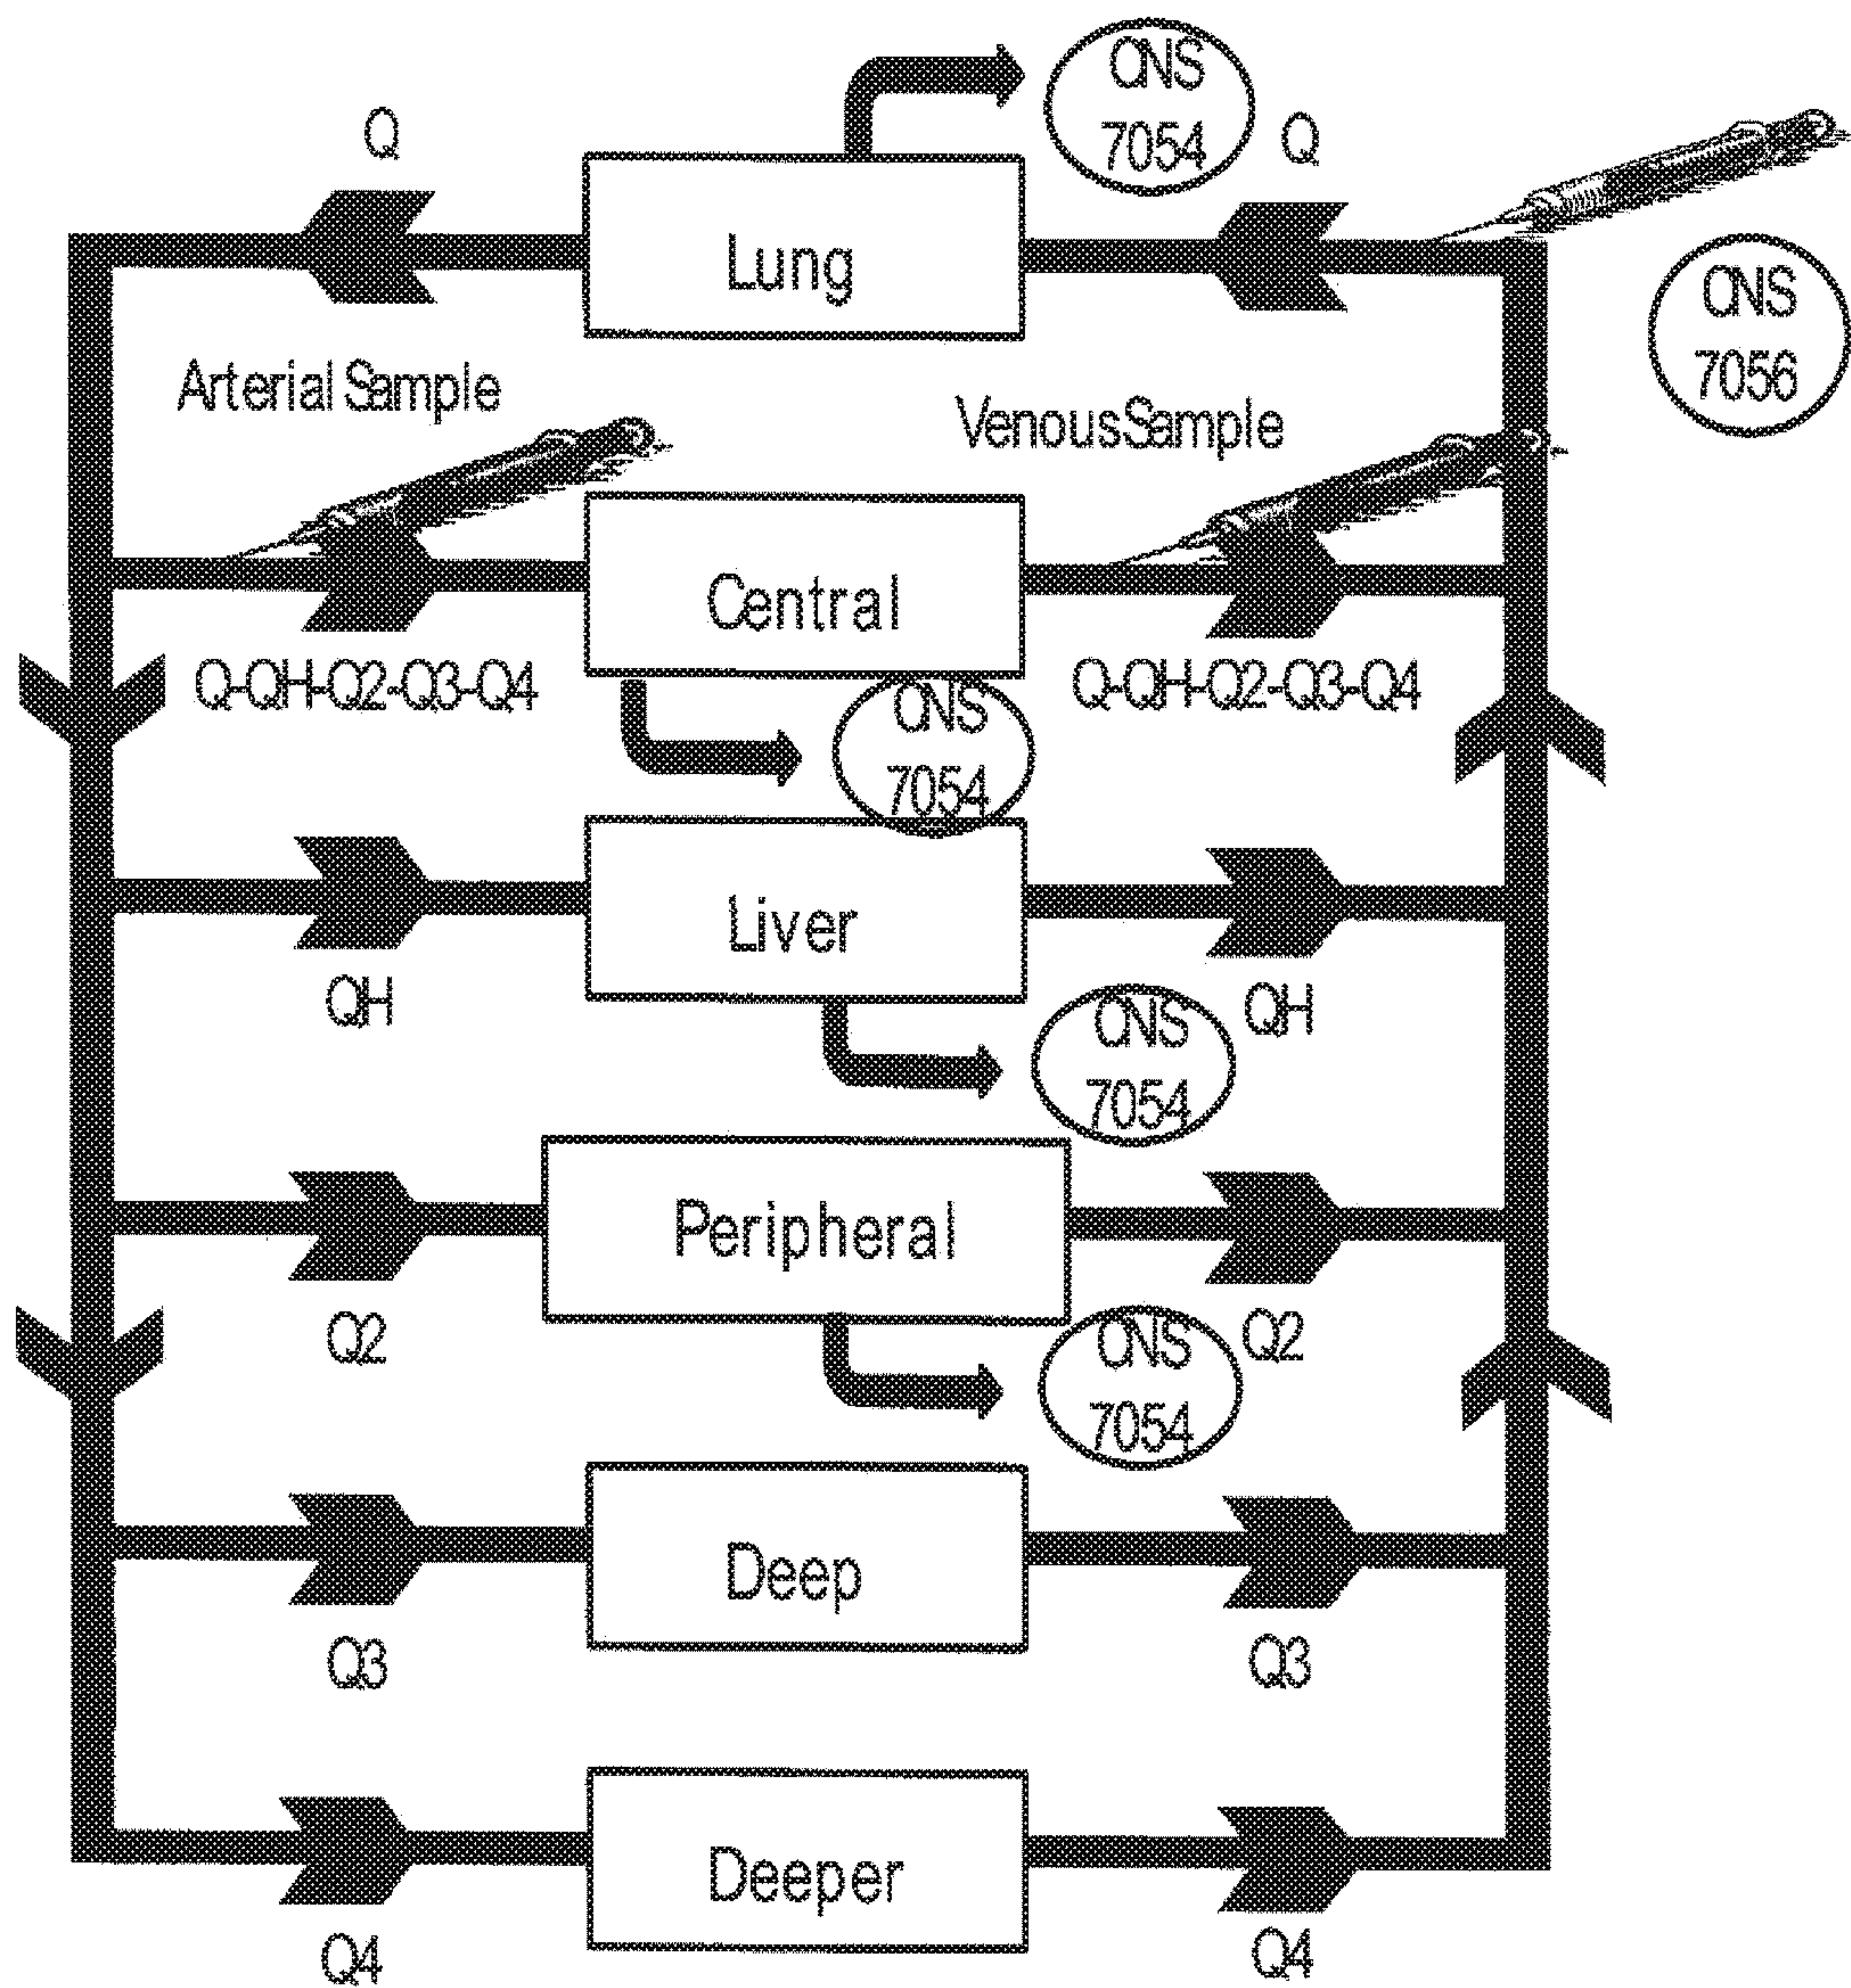 CNS
7054
Q
Q
Lung
CNS
7056
Arterial Sample
Venous Sample
Central
Q-QH-Q2-Q3-Q4
Q-QH-Q2-Q3-Q4
CNS
7054
Liver
QH
QH
CNS
7054
Peripheral
Q2
Q2
CNS
7054
Deep
Q3
Q3
Deeper
Q4
Q4